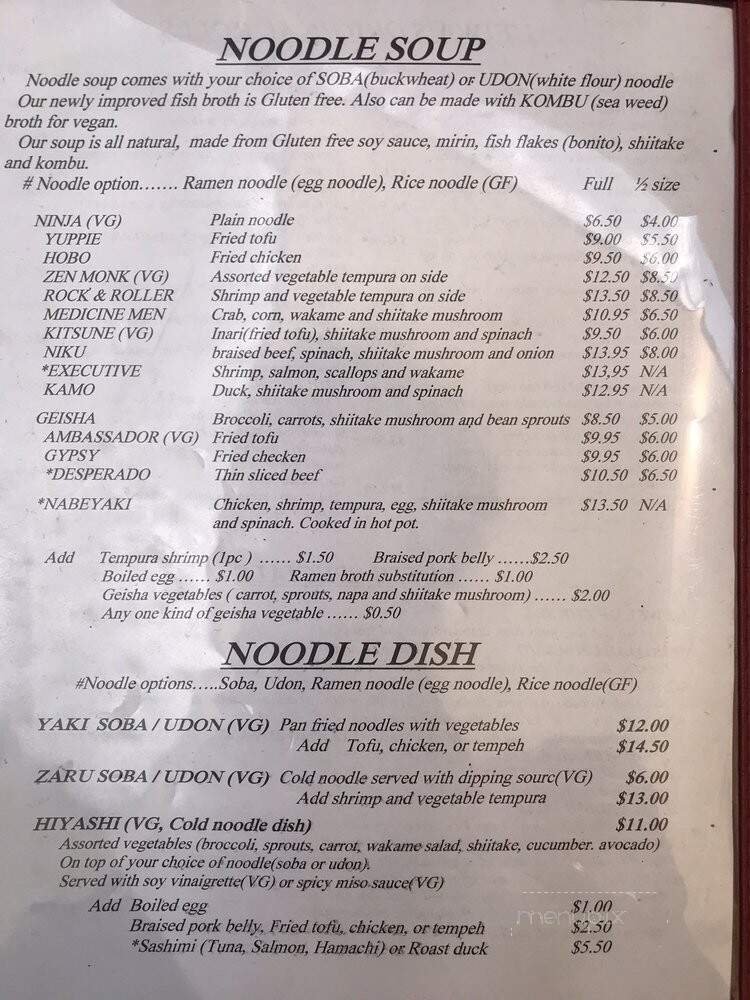 NOODLE SOUP
Noodle soup comes with your choice of SOBA(buckwheat) or UDON(white flour) noodle
Our newly improved fish broth is Gluten free. Also can be made with KOMBU (sea weed)
broth for vegan.
Our soup is all natural, made from Gluten free soy sauce, mirin, fish flakes (bonito), shiitake
and kombu.
# Noodle option....... Ramen noodle (egg noodle), Rice noodle (GF) Full ½ size
NINJA (VG) Plain noodle $6.50 $4.00
YUPPIE Fried tofu $9.00 $5.50
HOBO Fried chicken $9.50 $6.00
ZEN MONK (VG) Assorted vegetable tempura on side $12.50 $8.50
ROCK & ROLLER Shrimp and vegetable tempura on side $13.50 $8.50
MEDICINE MEN Crab, corn, wakame and shiitake mushroom $10.95 $6.50
KITSUNE (VG) Inari(fried tofu), shiitake mushroom and spinach $9.50 $6.00
NIKU braised beef, spinach, shiitake mushroom and onion $13.95 $8.00
*EXECUTIVE Shrimp, salmon, scallops and wakame $13,95 N/A
KAMO Duck, shiitake mushroom and spinach $12.95 N/A
GEISHA Broccoli, carrots, shiitake mushroom and bean sprouts $8.50 $5.00
AMBASSADOR (VG) Fried tofu $9.95 $6.00
GYPSY Fried checken $9.95 $6.00
*DESPERADO Thin sliced beef $10.50 $6.50
*NABEYAKI Chicken, shrimp, tempura, egg, shiitake mushroom $13.50 N/A
and spinach. Cooked in hot pot.
Add Tempura shrimp (1pc ) ...... $1.50 Braised pork belly ......$2.50
Boiled egg ...... $1.00 Ramen broth substitution ...... $1.00
Geisha vegetables ( carrot, sprouts, napa and shiitake mushroom) ...... $2.00
Any one kind of geisha vegetable ...... $0.50
NOODLE DISH
#Noodle options.....Soba, Udon, Ramen noodle (egg noodle), Rice noodle(GF)
YAKI SOBA / UDON (VG) Pan fried noodles with vegetables $12.00
Add Tofu, chicken, or tempeh $14.50
ZARU SOBA / UDON (VG) Cold noodle served with dipping sourc(VG) $6.00
Add shrimp and vegetable tempura $13.00
HIYASHI (VG, Cold noodle dish) $11.00
Assorted vegetables (broccoli, sprouts, carrot, wakame salad, shiitake, cucumber. avocado)
On top of your choice of noodle(soba or udon).
Served with soy vinaigrette(VG) or spicy miso sauce(VG)
Add Boiled egg $1.00
Braised pork belly, Fried tofu, chicken, or tempeh $2.50
*Sashimi (Tuna, Salmon, Hamachi) or Roast duck $5.50
menupix